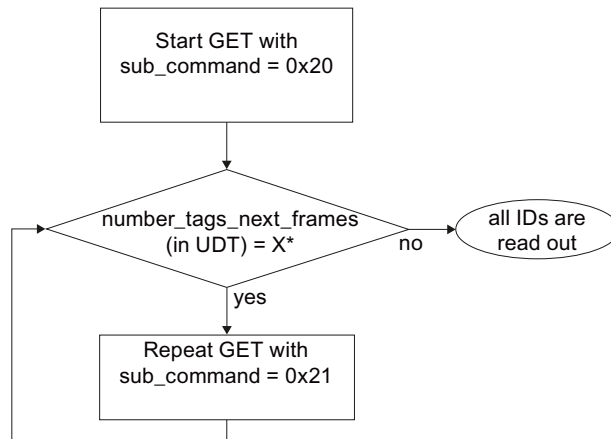 Start GET with
sub_command = 0x20
number_tags_next_frames
(in UDT) = X*
no
all IDs are
read out
yes
Repeat GET with
sub_command = 0x21